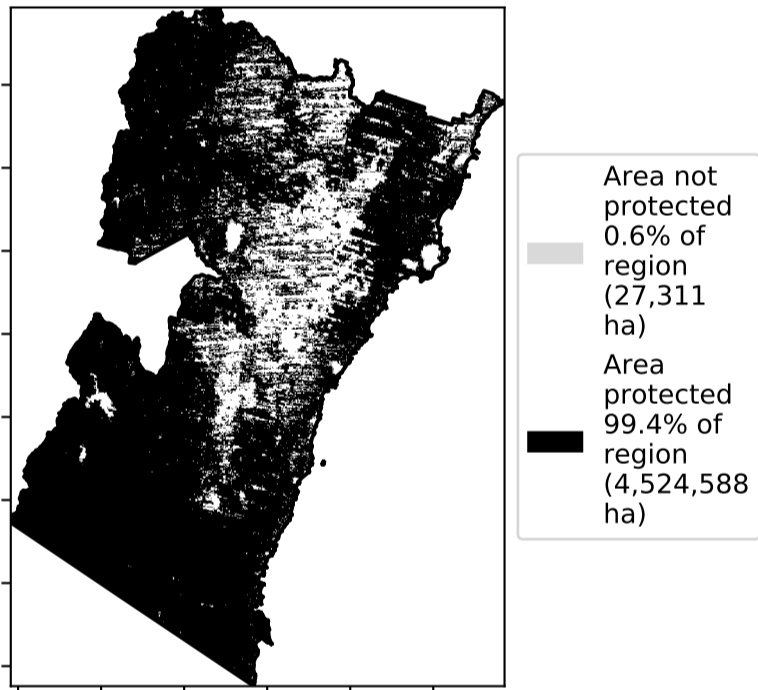 Area not
protected
0.6% of
region
(27,311
ha)
Area
protected
99.4% of
region
(4,524,588
ha)